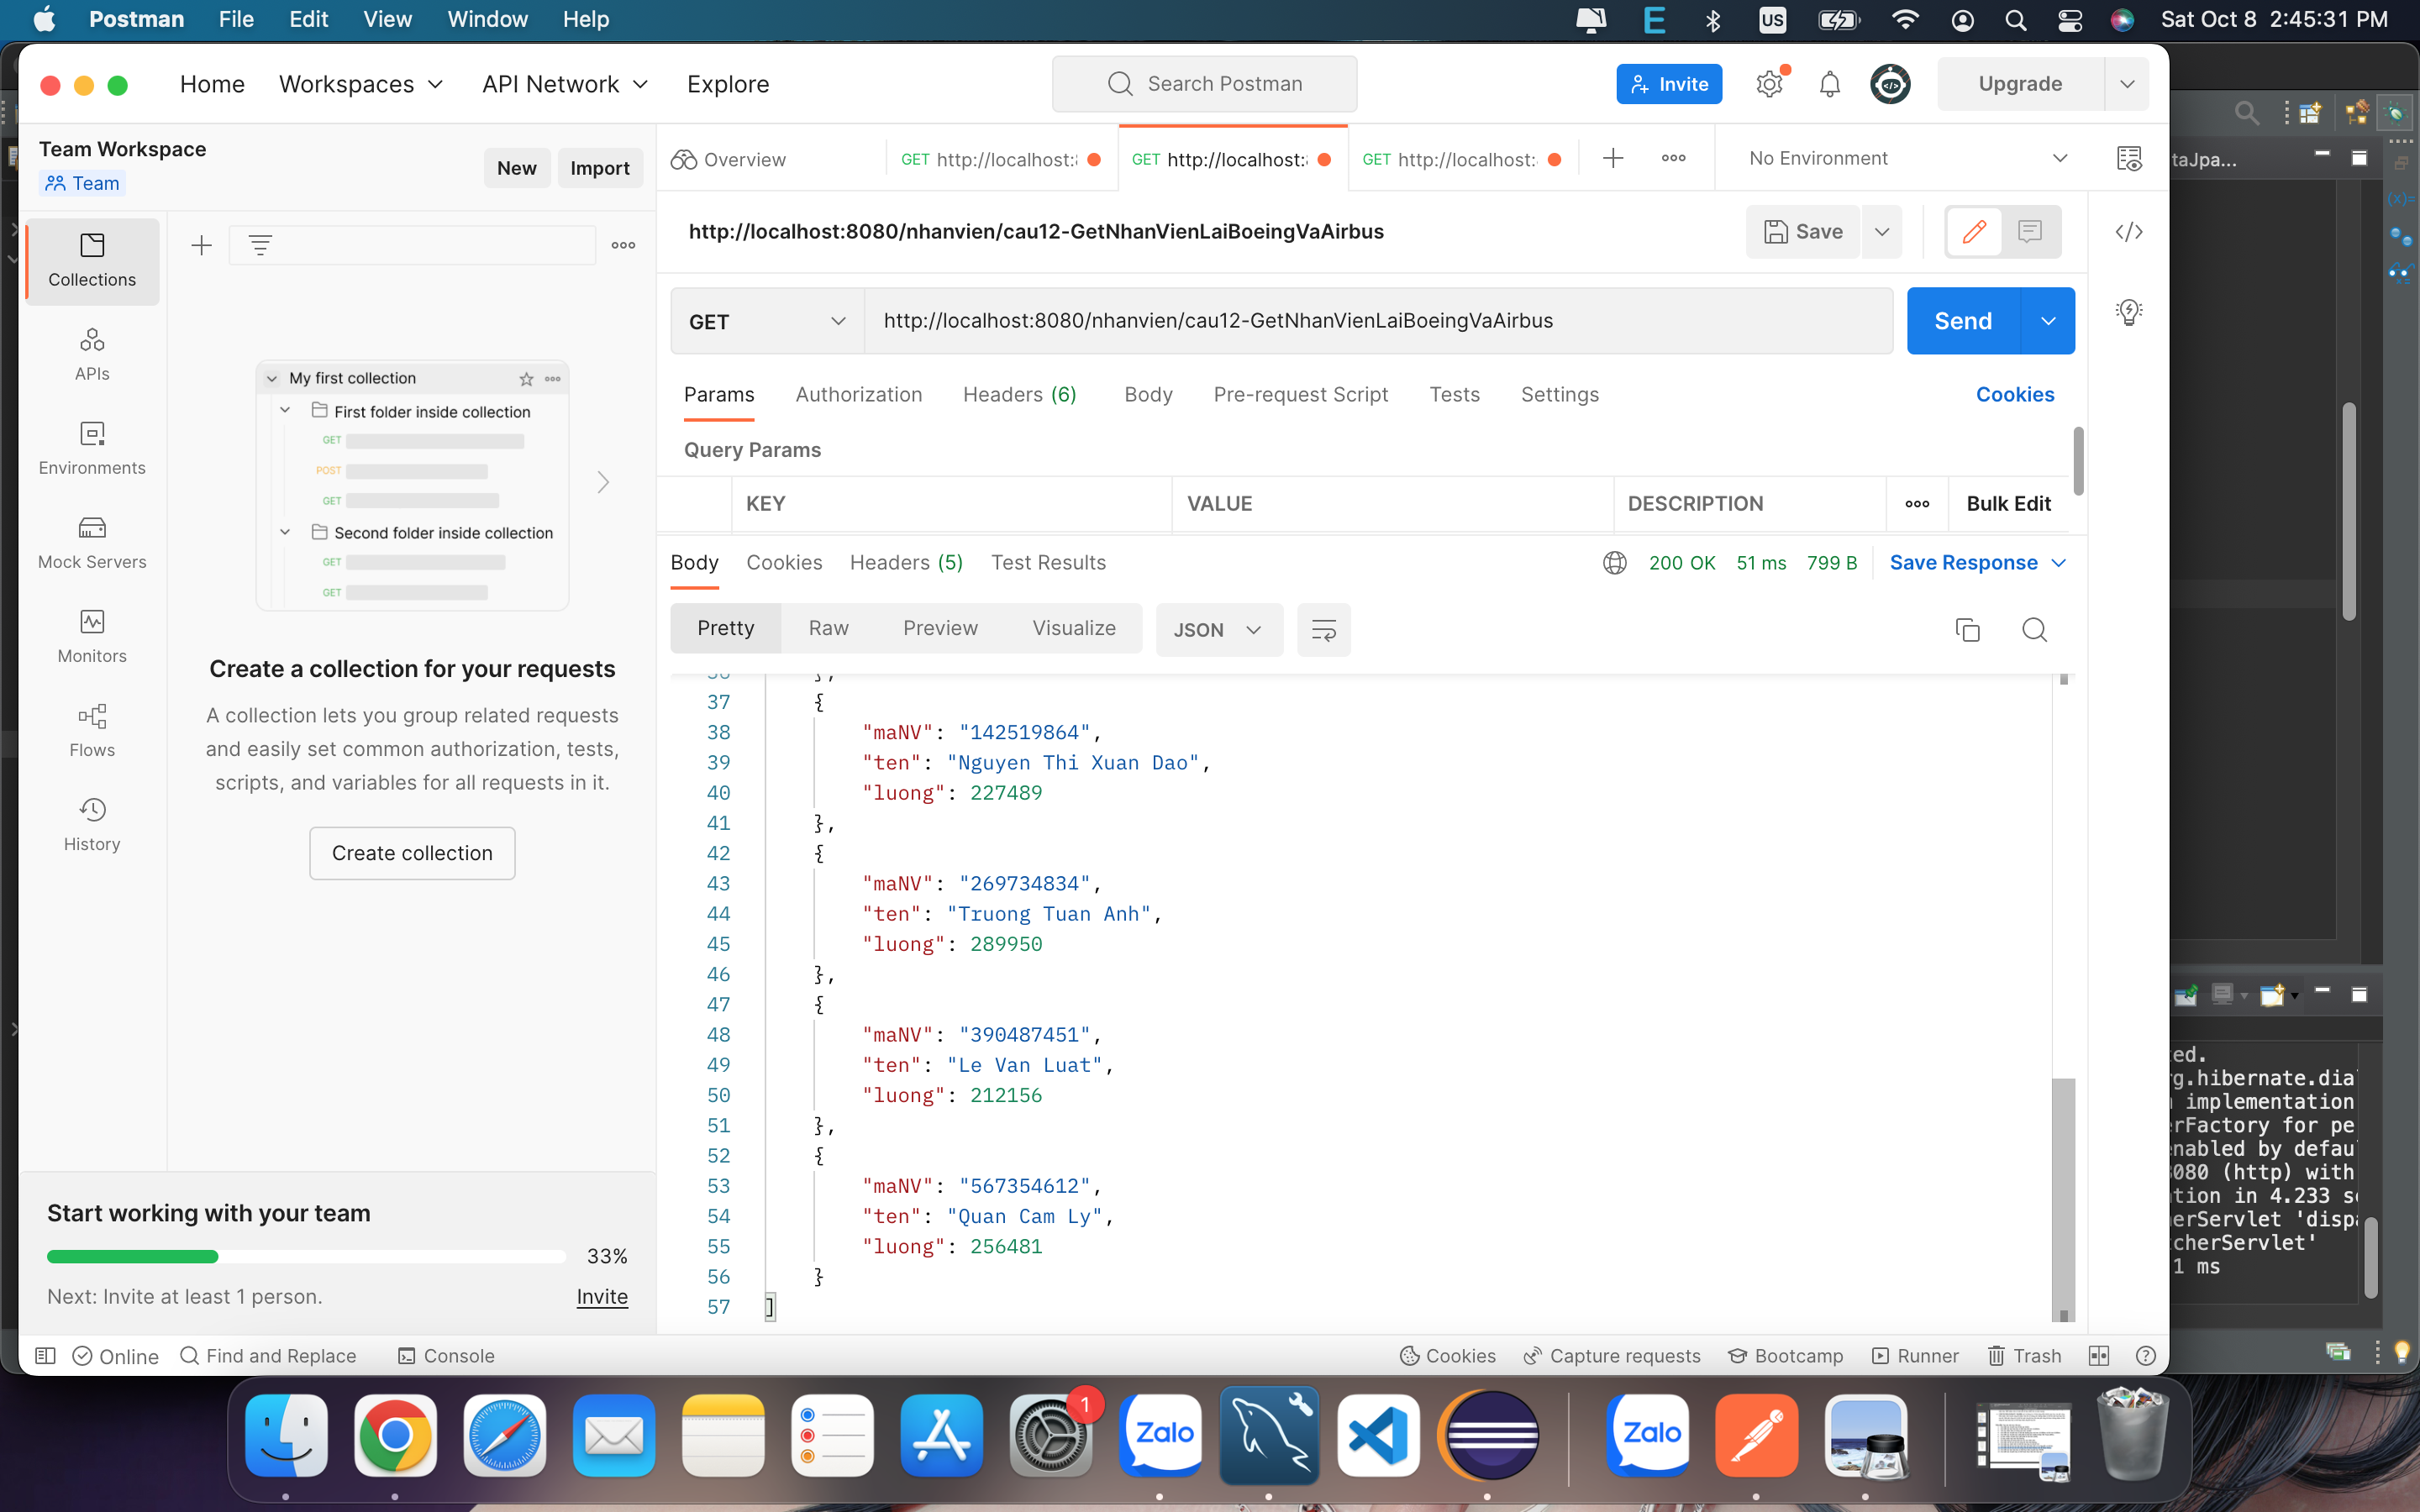 Postman File Edit View Window Help US Sat Oct 8 2:45:31 PM
Home Workspaces API Network Explore Search Postman Invite Upgrade
Team Workspace
Team
New Import
Overview GET http://localhost: GET http://localhost: GET http://localhost: No Environment
taJpa...
http://localhost:8080/nhanvien/cau12-GetNhanVienLaiBoeingVaAirbus Save
Collections
APIs
Environments
Mock Servers
Monitors
Flows
History
My first collection
First folder inside collection
GET
POST
GET
Second folder inside collection
GET
GET
Create a collection for your requests
A collection lets you group related requests
and easily set common authorization, tests,
scripts, and variables for all requests in it.
Create collection
Start working with your team
33%
Next: Invite at least 1 person. Invite
GET http://localhost:8080/nhanvien/cau12-GetNhanVienLaiBoeingVaAirbus Send
Params Authorization Headers (6) Body Pre-request Script Tests Settings Cookies
Query Params
KEY VALUE DESCRIPTION Bulk Edit
Body Cookies Headers (5) Test Results 200 OK 51 ms 799 B Save Response
Pretty Raw Preview Visualize JSON
37 {
38 "maNV": "142519864",
39 "ten": "Nguyen Thi Xuan Dao",
40 "luong": 227489
41 },
42 {
43 "maNV": "269734834",
44 "ten": "Truong Tuan Anh",
45 "luong": 289950
46 },
47 {
48 "maNV": "390487451",
49 "ten": "Le Van Luat",
50 "luong": 212156
51 },
52 {
53 "maNV": "567354612",
54 "ten": "Quan Cam Ly",
55 "luong": 256481
56 }
57 ]
ed.
rg.hibernate.dia
implementation
rFactory for pe
enabled by defau
8080 (http) with
tion in 4.233 s
erServlet 'disp
cherServlet'
1 ms
Online Find and Replace Console Cookies Capture requests Bootcamp Runner Trash
1
Zalo Zalo